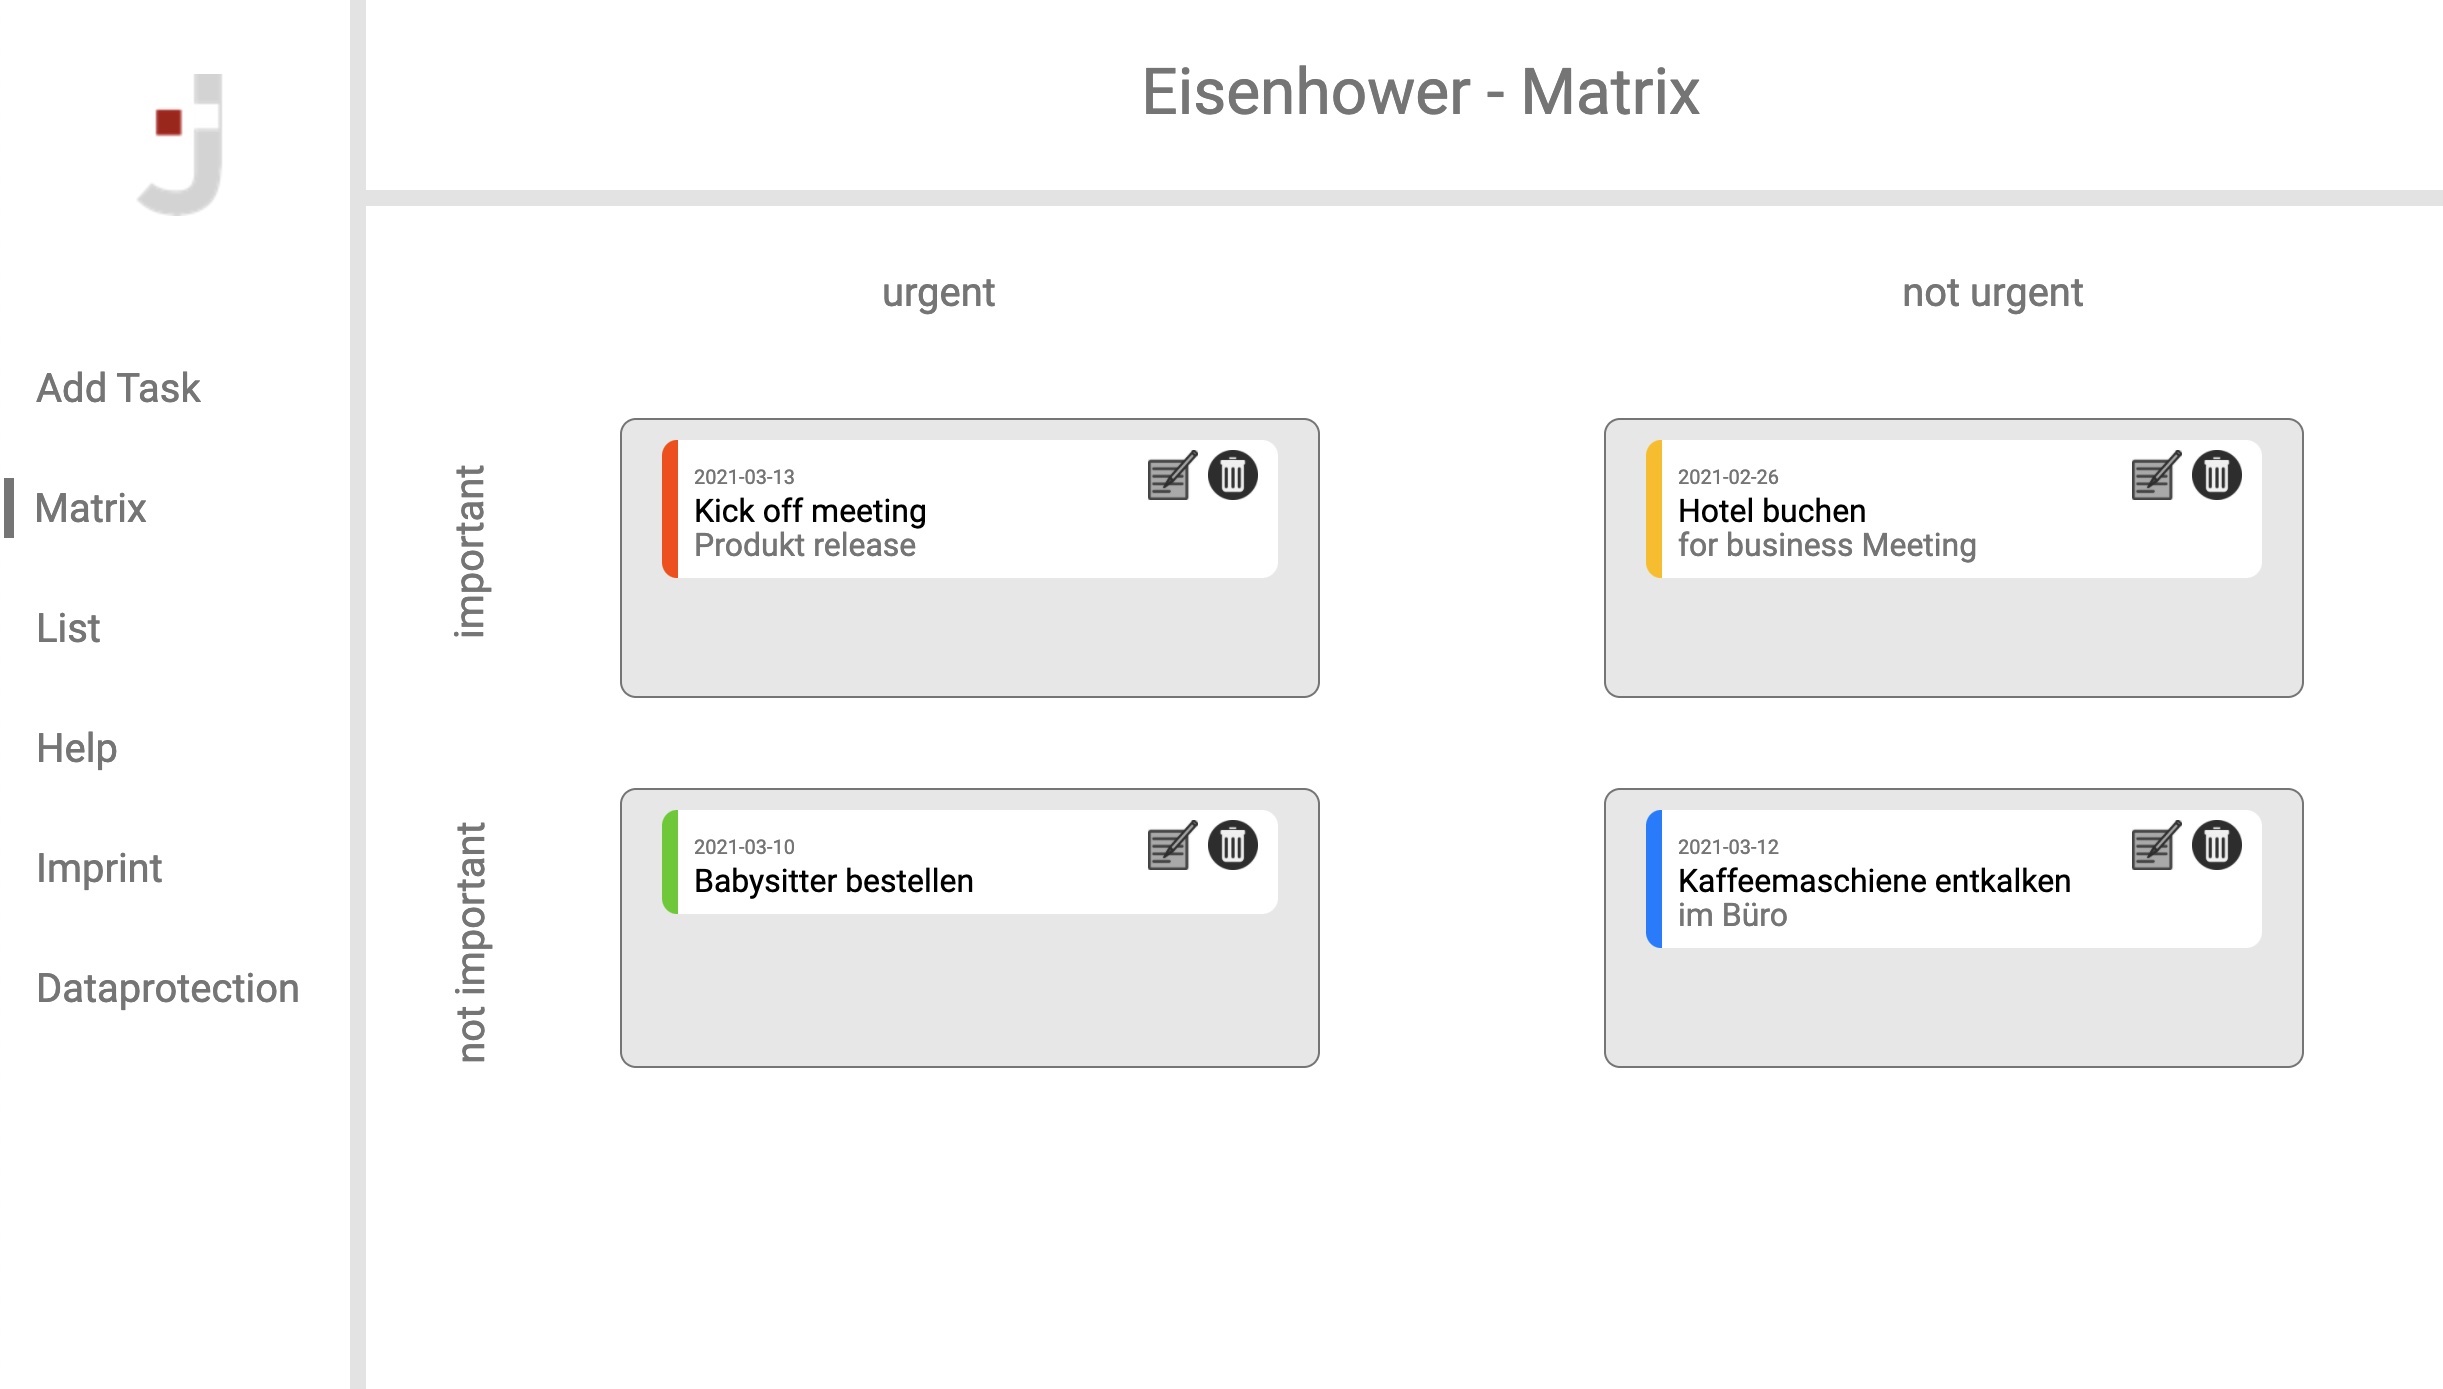 Eisenhower - Matrix
Add Task
Matrix
List
Help
Imprint
Dataprotection
urgent
not urgent
important
2021-03-13
Kick off meeting
Produkt release
2021-02-26
Hotel buchen
for business Meeting
not important
2021-03-10
Babysitter bestellen
2021-03-12
Kaffeemaschiene entkalken
im Büro